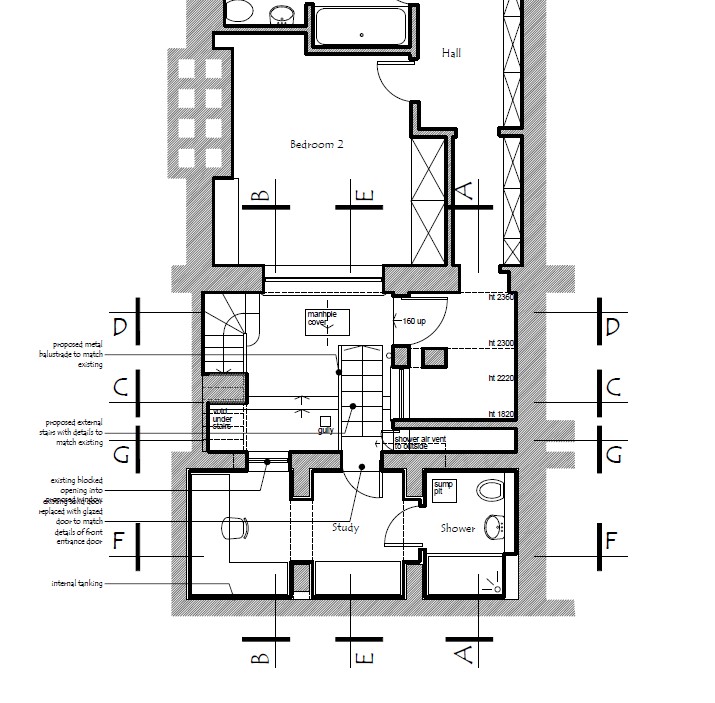 Hall
Bedroom 2
B
E
A
ht 2360
manhole
cover
160 up
D
D
ht 2300
proposed metal
balustrade to match
existing
ht 2220
C
C
ht 1820
void
under
stairs
gully
proposed external
stairs with details to
match existing
shower air vent
to outside
G
G
existing blocked
opening into
proposed window
existing solid door
replaced with glazed
door to match
details of front
entrance door
sump
pit
Study
Shower
F
F
internal tanking
B
E
A